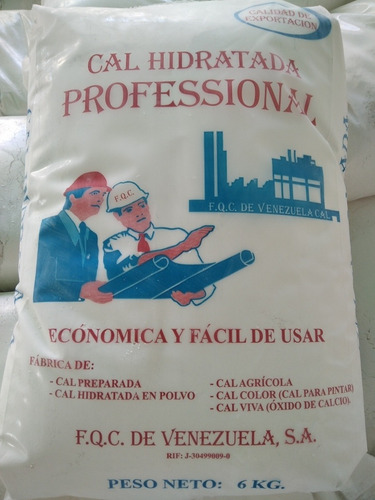 CALIDAD DE
EXPORTACIÓN
CAL HIDRATADA
PROFESSIONAL
F.Q.C.
F.Q.C. DE VENEZUELA CAL
ECÓNOMICA Y FÁCIL DE USAR
FÁBRICA DE:
- CAL PREPARADA
- CAL HIDRATADA EN POLVO
- CAL AGRÍCOLA
- CAL COLOR (CAL PARA PINTAR)
- CAL VIVA (ÓXIDO DE CALCIO).
F.Q.C. DE VENEZUELA, S.A.
RIF: J-30499009-0
PESO NETO: 6 KG.